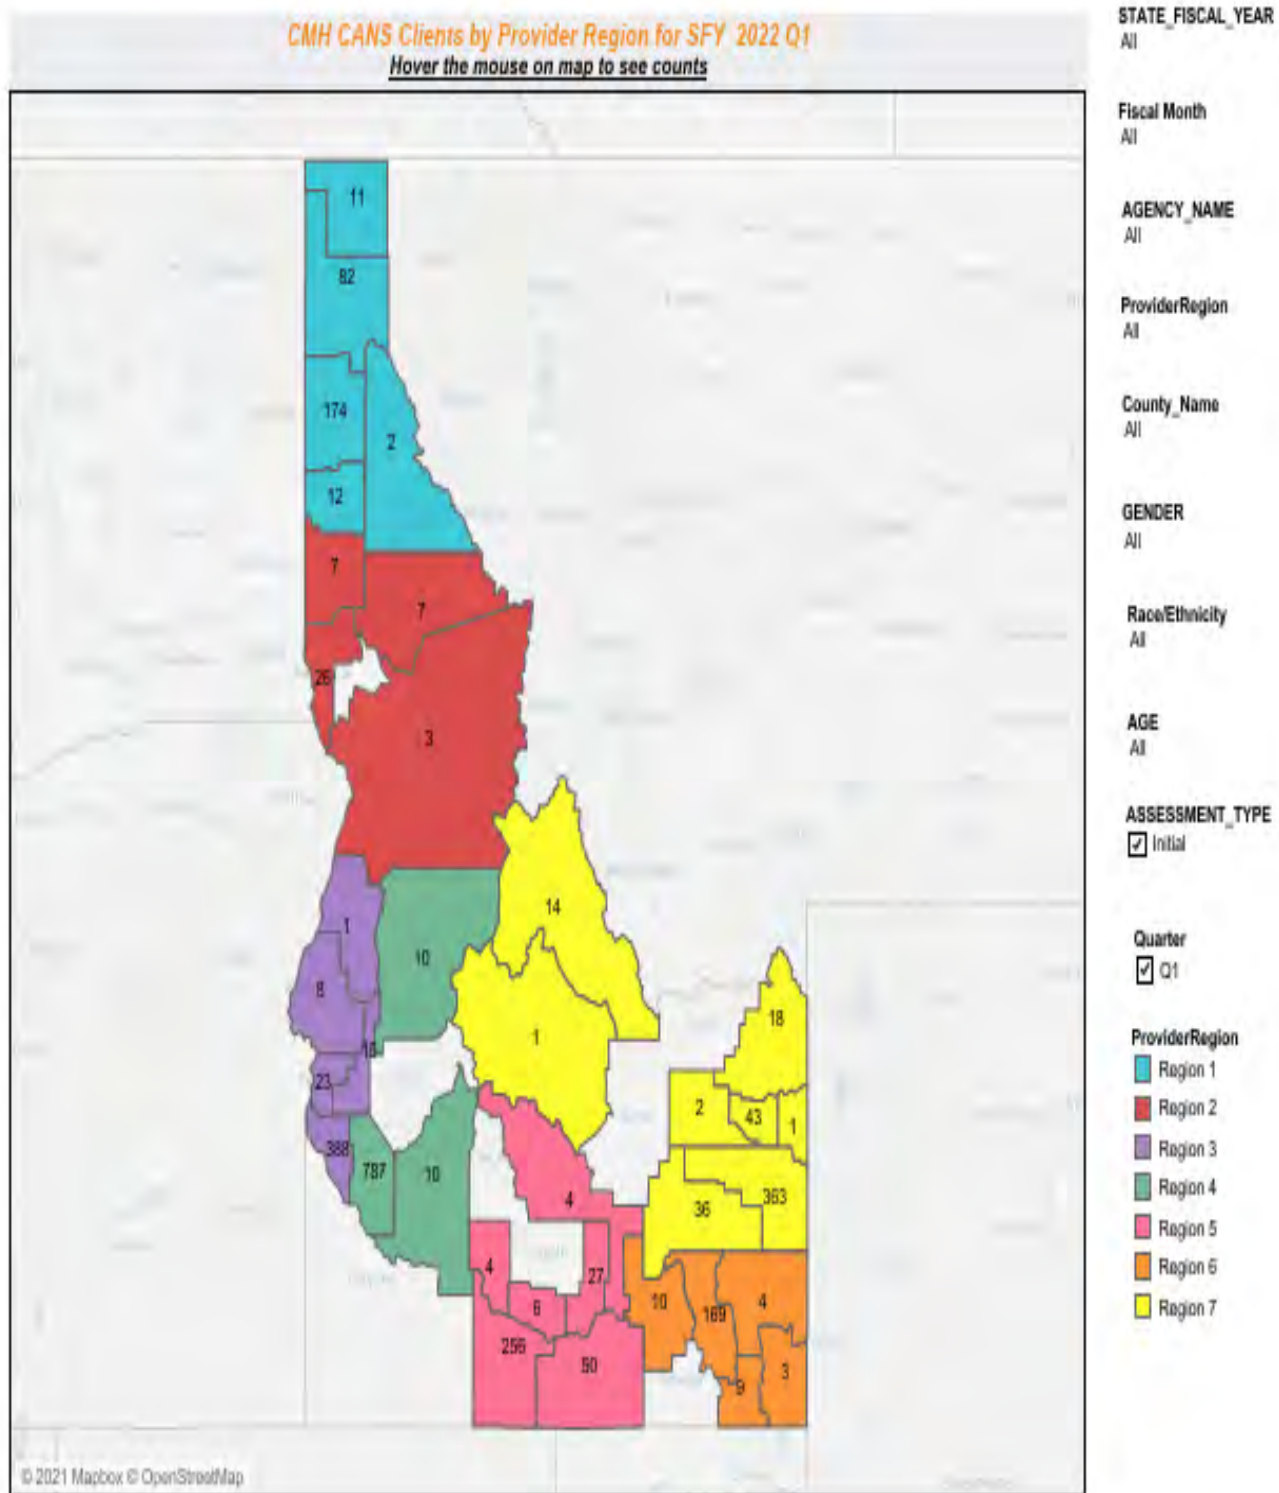 CMH CANS Clients by Provider Region for SFY 2022 Q1
Hover the mouse on map to see counts
11
82
174
2
12
7
7
26
3
14
1
10
8
1
18
16
2
43
1
23
388
787
10
4
36
363
4
27
6
10
169
4
256
50
9
3
© 2021 Mapbox © OpenStreetMap
STATE_FISCAL_YEAR
All
Fiscal Month
All
AGENCY_NAME
All
ProviderRegion
All
County_Name
All
GENDER
All
Race/Ethnicity
All
AGE
All
ASSESSMENT_TYPE
Initial
Quarter
Q1
ProviderRegion
Region 1
Region 2
Region 3
Region 4
Region 5
Region 6
Region 7